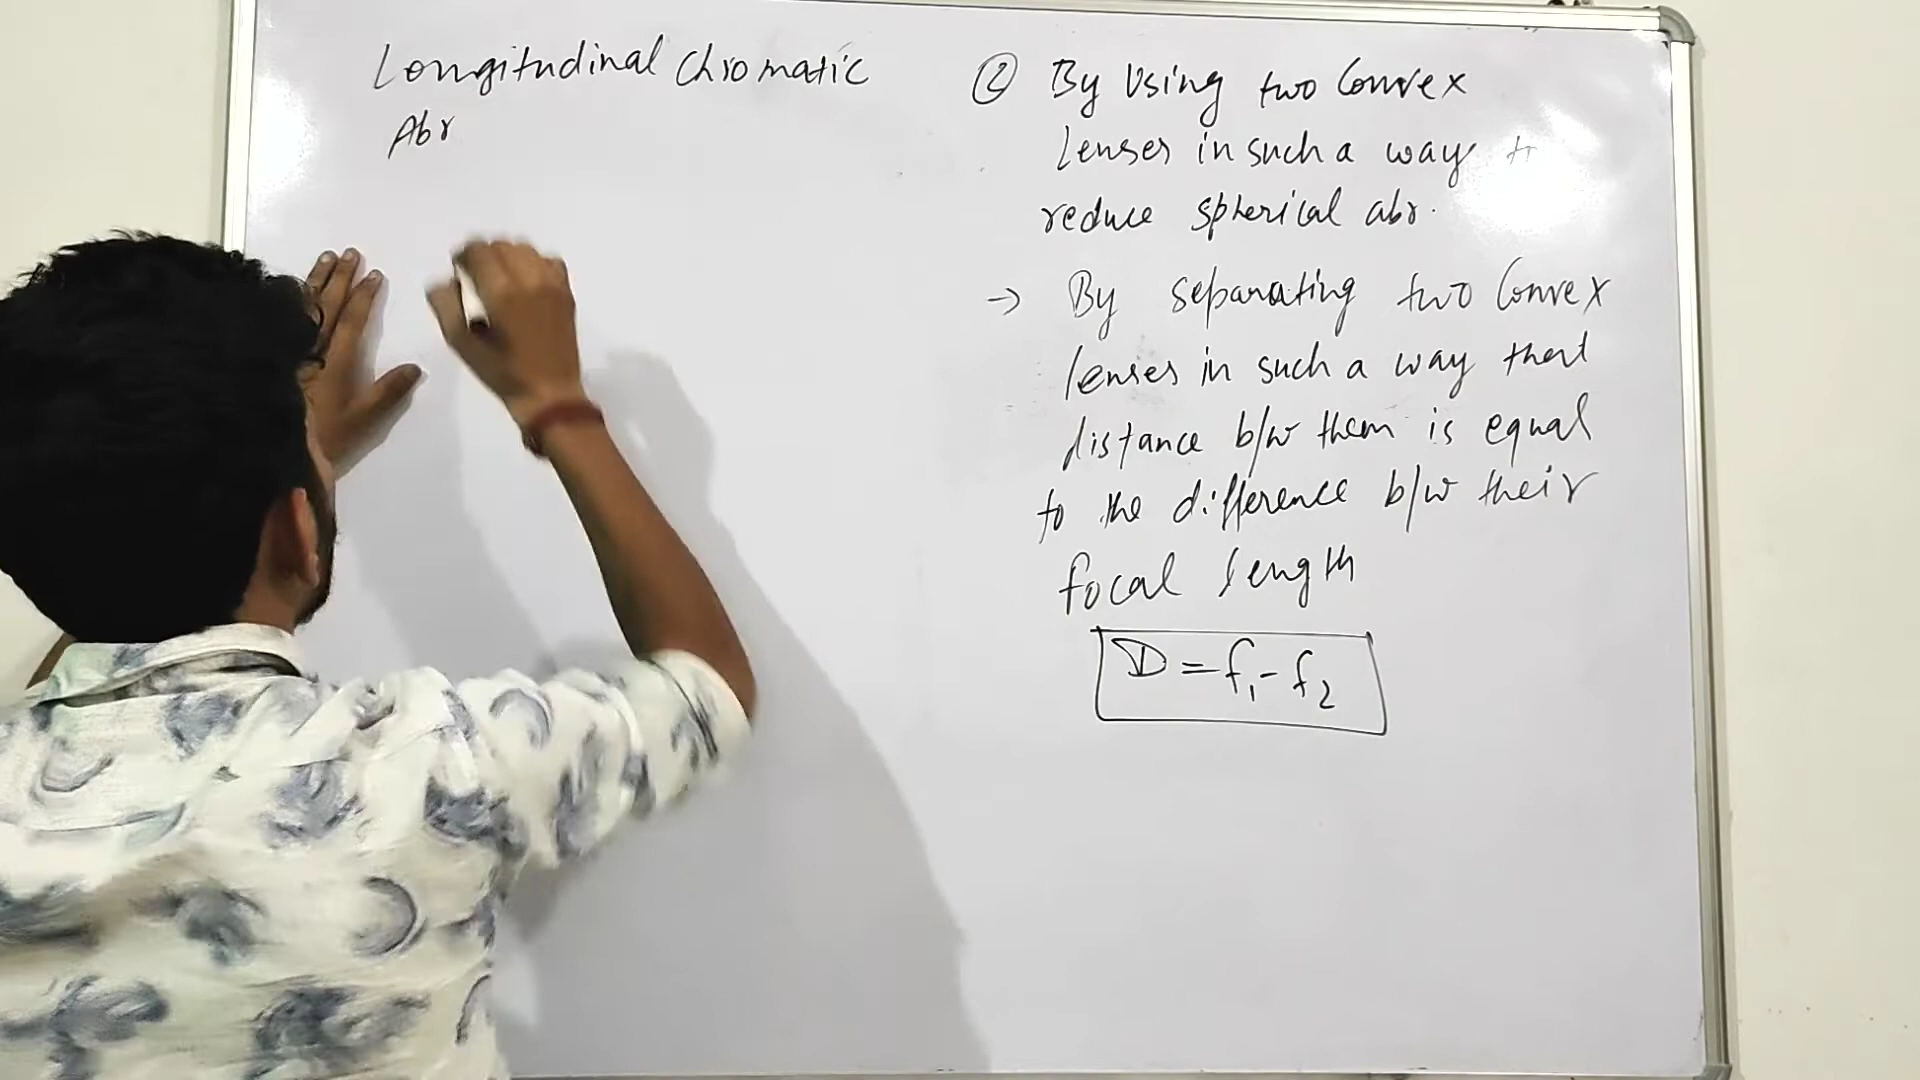 Longitudinal Chromatic
Abr
② By Using two Convex
lenses in such a way to
reduce spherical abr.
→ By separating two Convex
lenses in such a way that
distance b/w them is equal
to the difference b/w their
focal length
D = f₁ - f₂